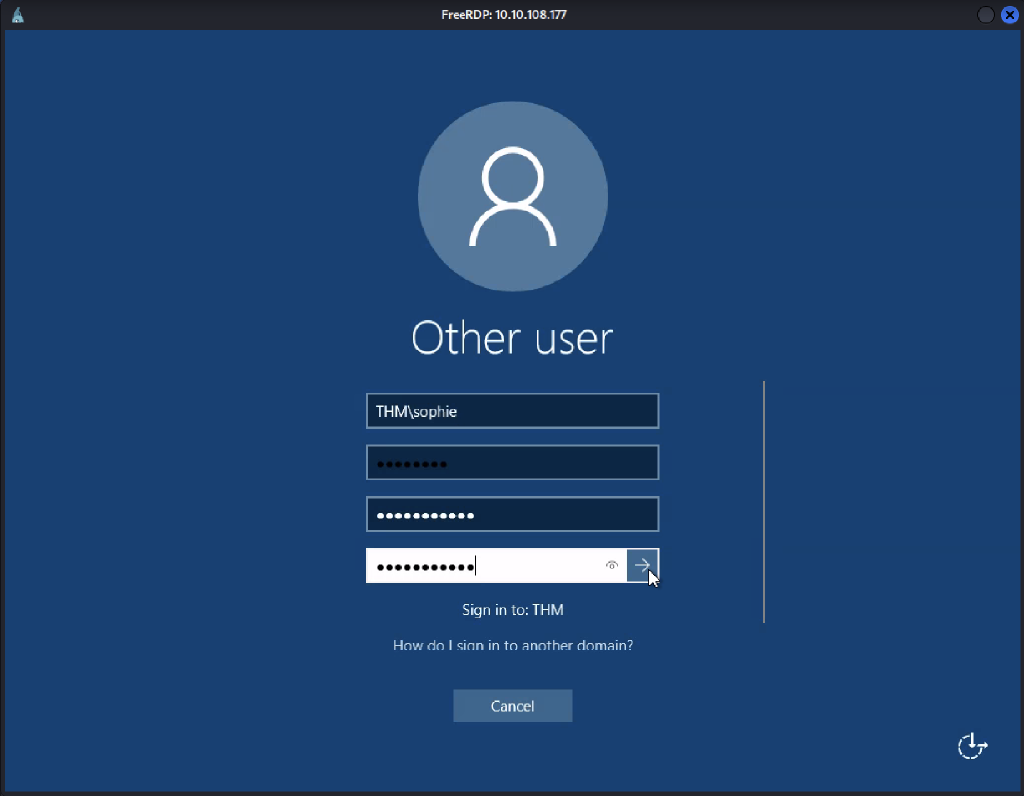 FreeRDP: 10.10.108.177
Other user
THM\sophie
••••••••
•••••••••••
•••••••••••
Sign in to: THM
How do I sign in to another domain?
Cancel